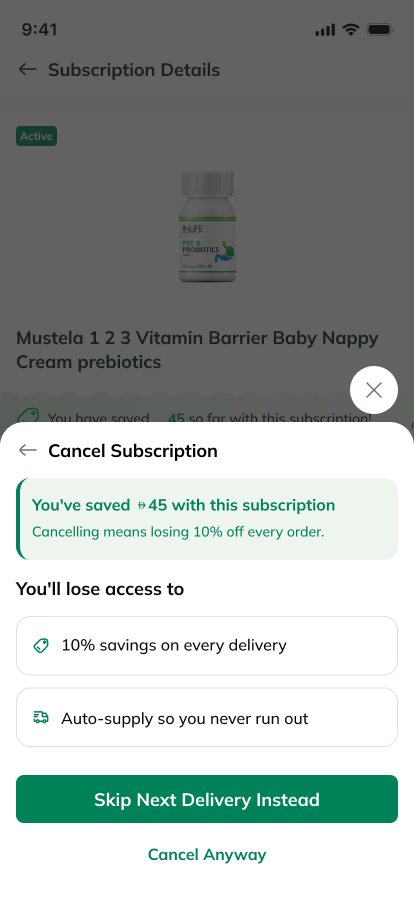 9:41
Subscription Details
Active
INLIFE
PRE &
PROBIOTICS
Mustela 1 2 3 Vitamin Barrier Baby Nappy
Cream prebiotics
You have saved 45 so far with this subscription!
Cancel Subscription
You've saved 45 with this subscription
Cancelling means losing 10% off every order.
You'll lose access to
10% savings on every delivery
Auto-supply so you never run out
Skip Next Delivery Instead
Cancel Anyway